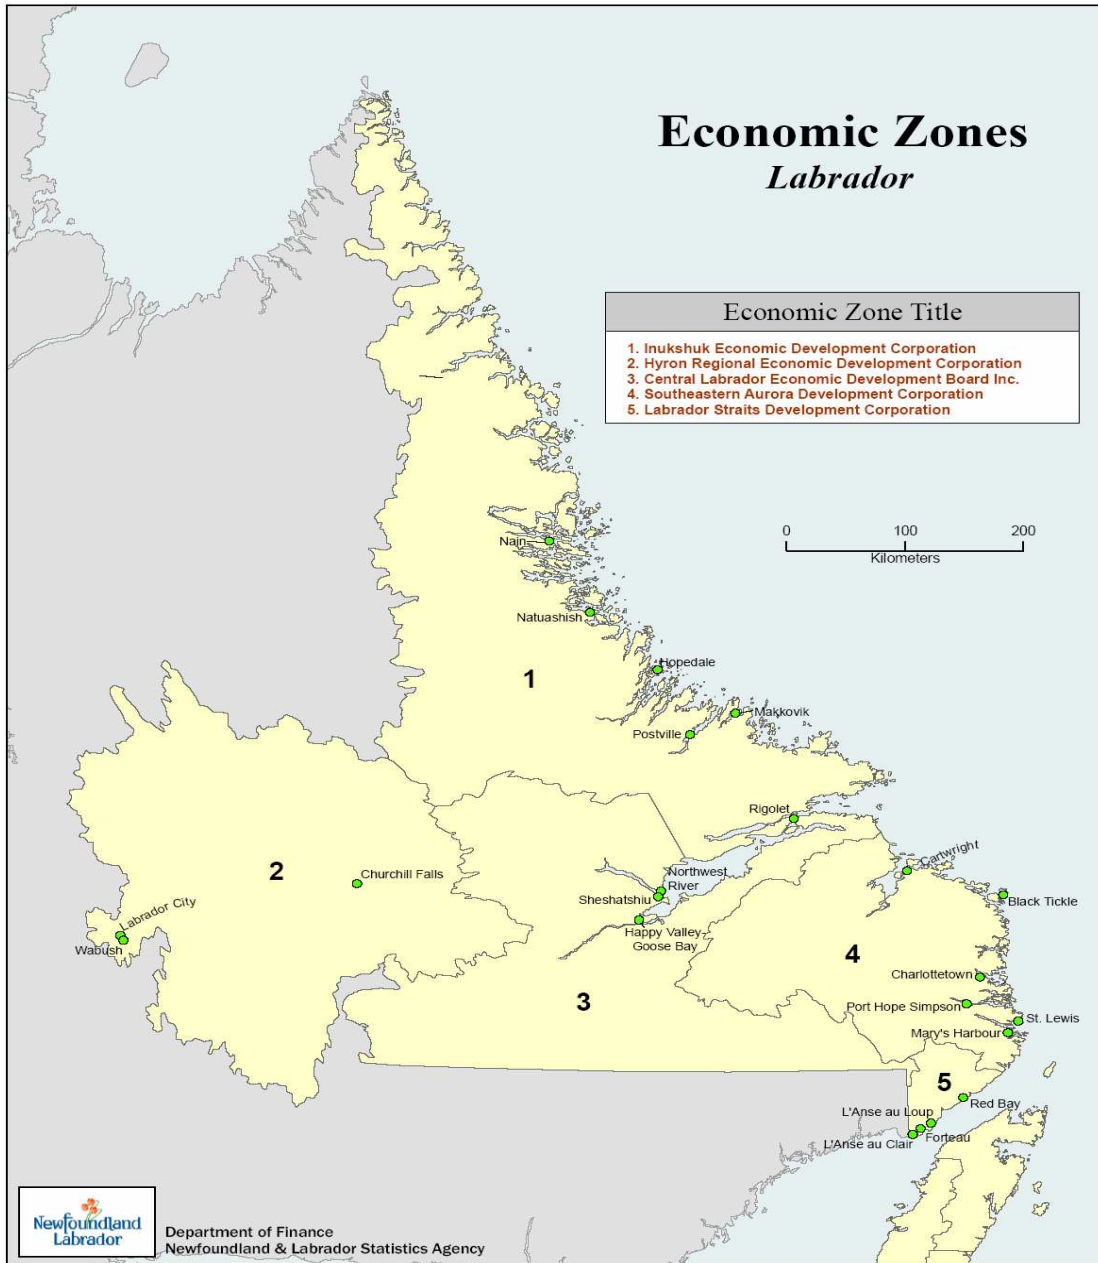 Economic Zones
Labrador
Economic Zone Title
1. Inukshuk Economic Development Corporation
2. Hyron Regional Economic Development Corporation
3. Central Labrador Economic Development Board Inc.
4. Southeastern Aurora Development Corporation
5. Labrador Straits Development Corporation
0 100 200
Kilometers
Nain
Natuashish
Hopedale
1
Makkovik
Postville
Rigolet
2
Churchill Falls
Labrador City
Wabush
Northwest
River
Sheshatshiu
Happy Valley-
Goose Bay
3
Cartwright
Black Tickle
4
Charlottetown
Port Hope Simpson
St. Lewis
Mary's Harbour
5
Red Bay
L'Anse au Loup
Forteau
L'Anse au Clair
Newfoundland
Labrador
Department of Finance
Newfoundland & Labrador Statistics Agency